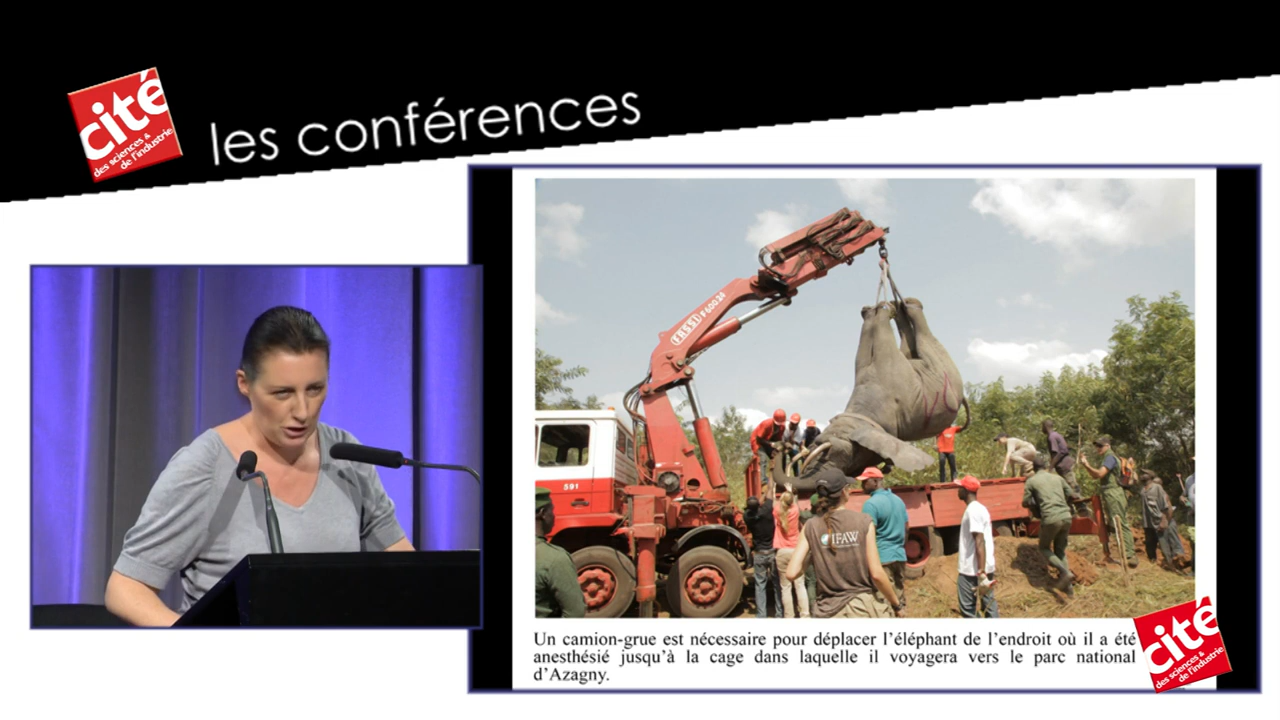 cité
des sciences &
de l'industrie
les conférences
FASSI F600XP
591
IFAW
Un camion-grue est nécessaire pour déplacer l'éléphant de l'endroit où il a été
anesthésié jusqu'à la cage dans laquelle il voyagera vers le parc national
d'Azagny.
cité
des sciences &
de l'industrie